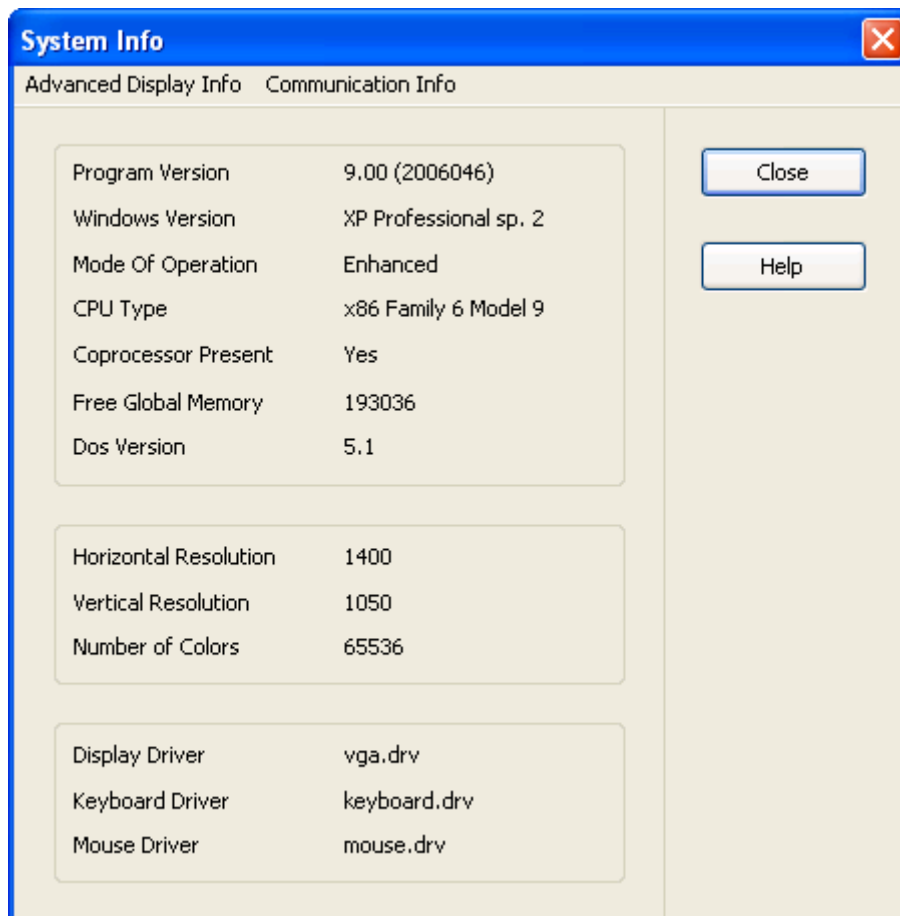 System Info
Advanced Display Info Communication Info
Program Version 9.00 (2006046)
Windows Version XP Professional sp. 2
Mode Of Operation Enhanced
CPU Type x86 Family 6 Model 9
Coprocessor Present Yes
Free Global Memory 193036
Dos Version 5.1
Horizontal Resolution 1400
Vertical Resolution 1050
Number of Colors 65536
Display Driver vga.drv
Keyboard Driver keyboard.drv
Mouse Driver mouse.drv
Close
Help